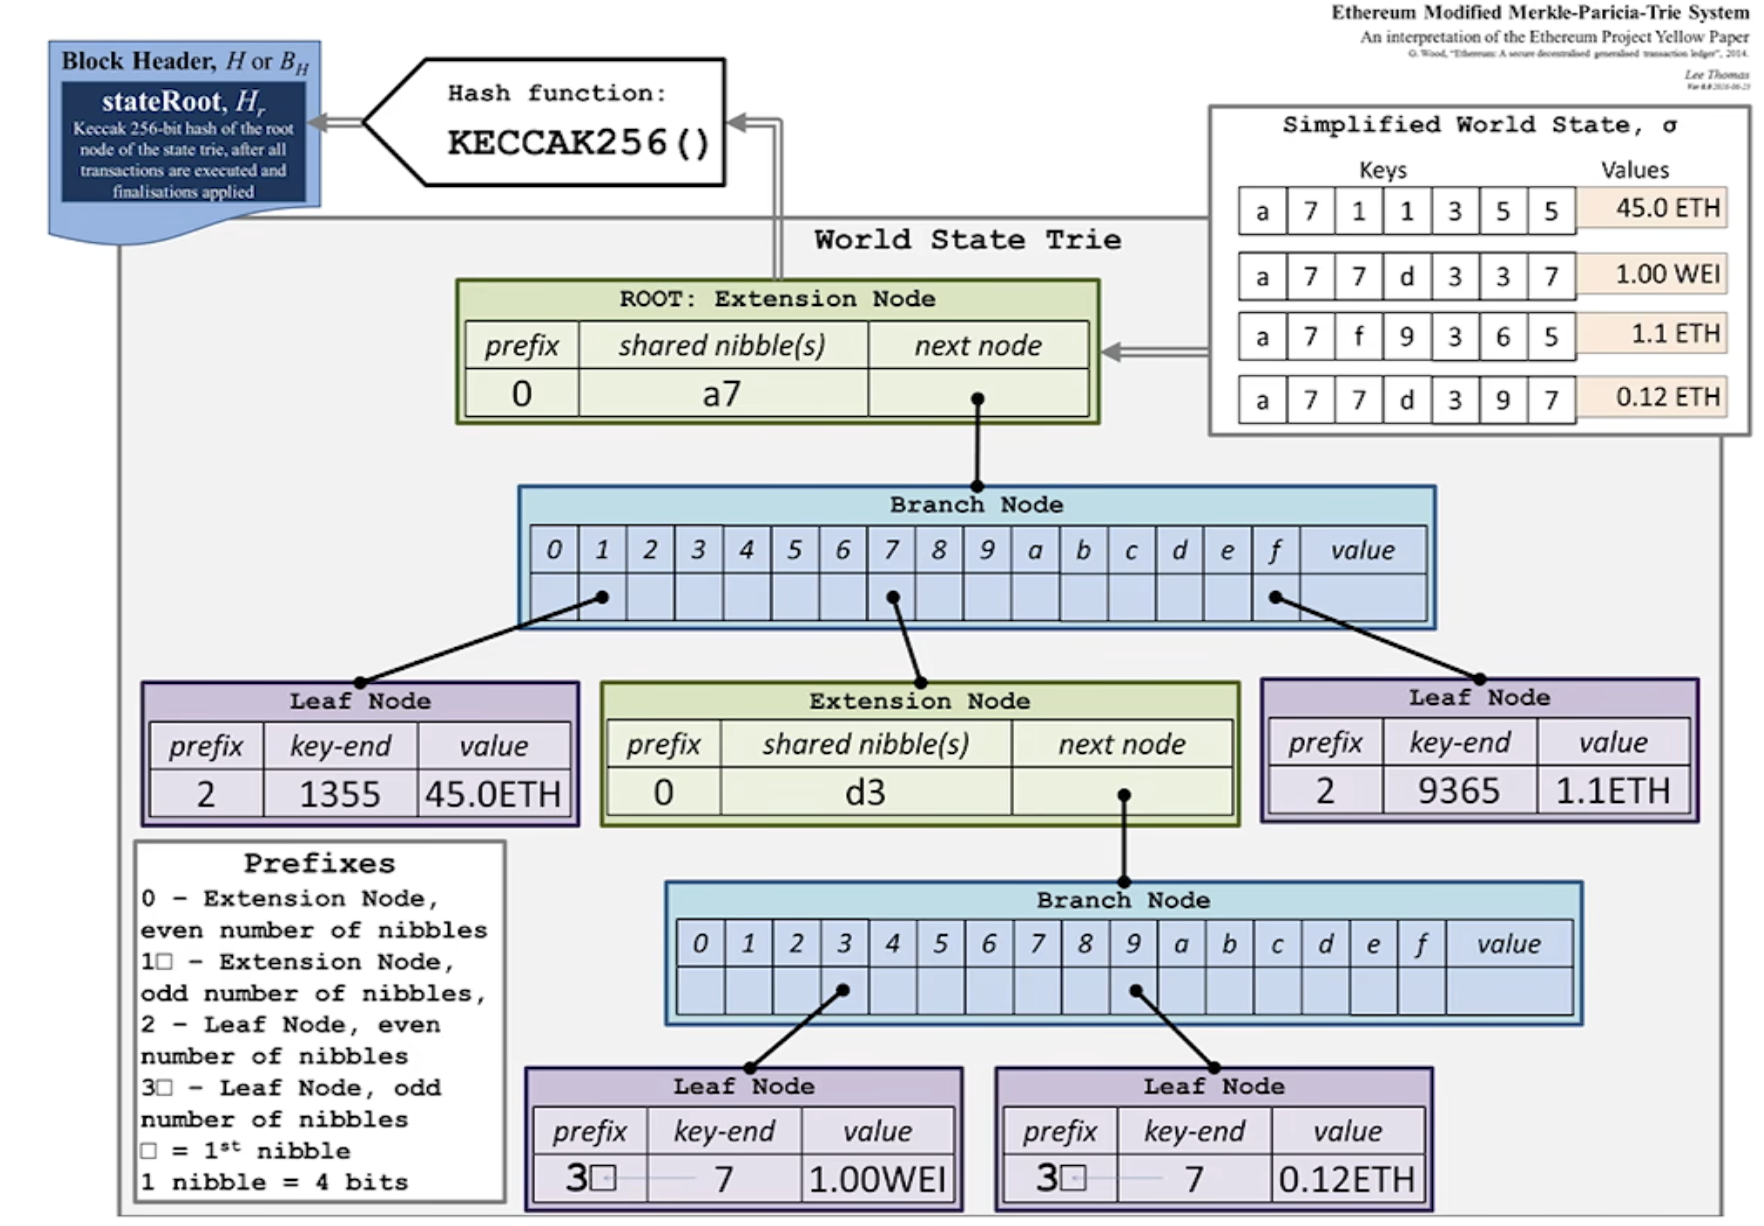 Ethereum Modified Merkle-Paricia-Trie System
An interpretation of the Ethereum Project Yellow Paper
G. Wood, "Ethereum: A secure decentralised generalised transaction ledger", 2014.
Lee Thomas
Block Header, H or B_H
stateRoot, H_r
Keccak 256-bit hash of the root
node of the state trie, after all
transactions are executed and
finalisations applied
Hash function:
KECCAK256()
Simplified World State, σ
Keys Values
a 7 1 1 3 5 5 45.0 ETH
a 7 7 d 3 3 7 1.00 WEI
a 7 f 9 3 6 5 1.1 ETH
a 7 7 d 3 9 7 0.12 ETH
World State Trie
ROOT: Extension Node
prefix shared nibble(s) next node
0 a7
Branch Node
0 1 2 3 4 5 6 7 8 9 a b c d e f value
Leaf Node
prefix key-end value
2 1355 45.0ETH
Extension Node
prefix shared nibble(s) next node
0 d3
Leaf Node
prefix key-end value
2 9365 1.1ETH
Prefixes
0 – Extension Node,
even number of nibbles
1□ – Extension Node,
odd number of nibbles,
2 – Leaf Node, even
number of nibbles
3□ – Leaf Node, odd
number of nibbles
□ = 1st nibble
1 nibble = 4 bits
Branch Node
0 1 2 3 4 5 6 7 8 9 a b c d e f value
Leaf Node
prefix key-end value
3□ 7 1.00WEI
Leaf Node
prefix key-end value
3□ 7 0.12ETH